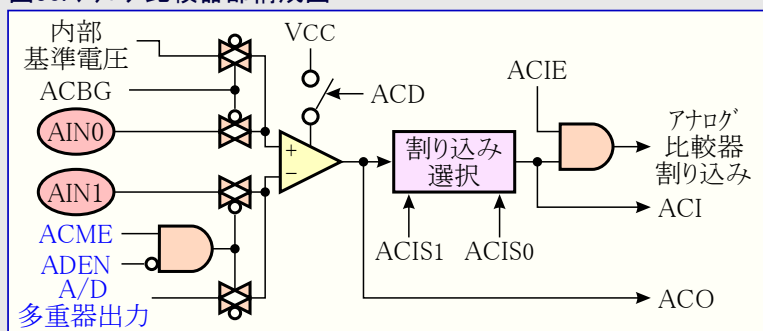 内部
基準電圧
ACBG
AIN0
AIN1
ACME
ADEN
A/D
多重器出力
VCC
ACD
+
−
割り込み
選択
ACIS1
ACIS0
ACIE
アナログ
比較器
割り込み
ACI
ACO